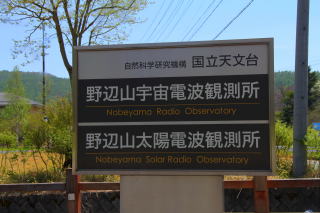 自然科学研究機構 国立天文台
野辺山宇宙電波観測所
Nobeyama Radio Observatory
野辺山太陽電波観測所
Nobeyama Solar Radio Observatory